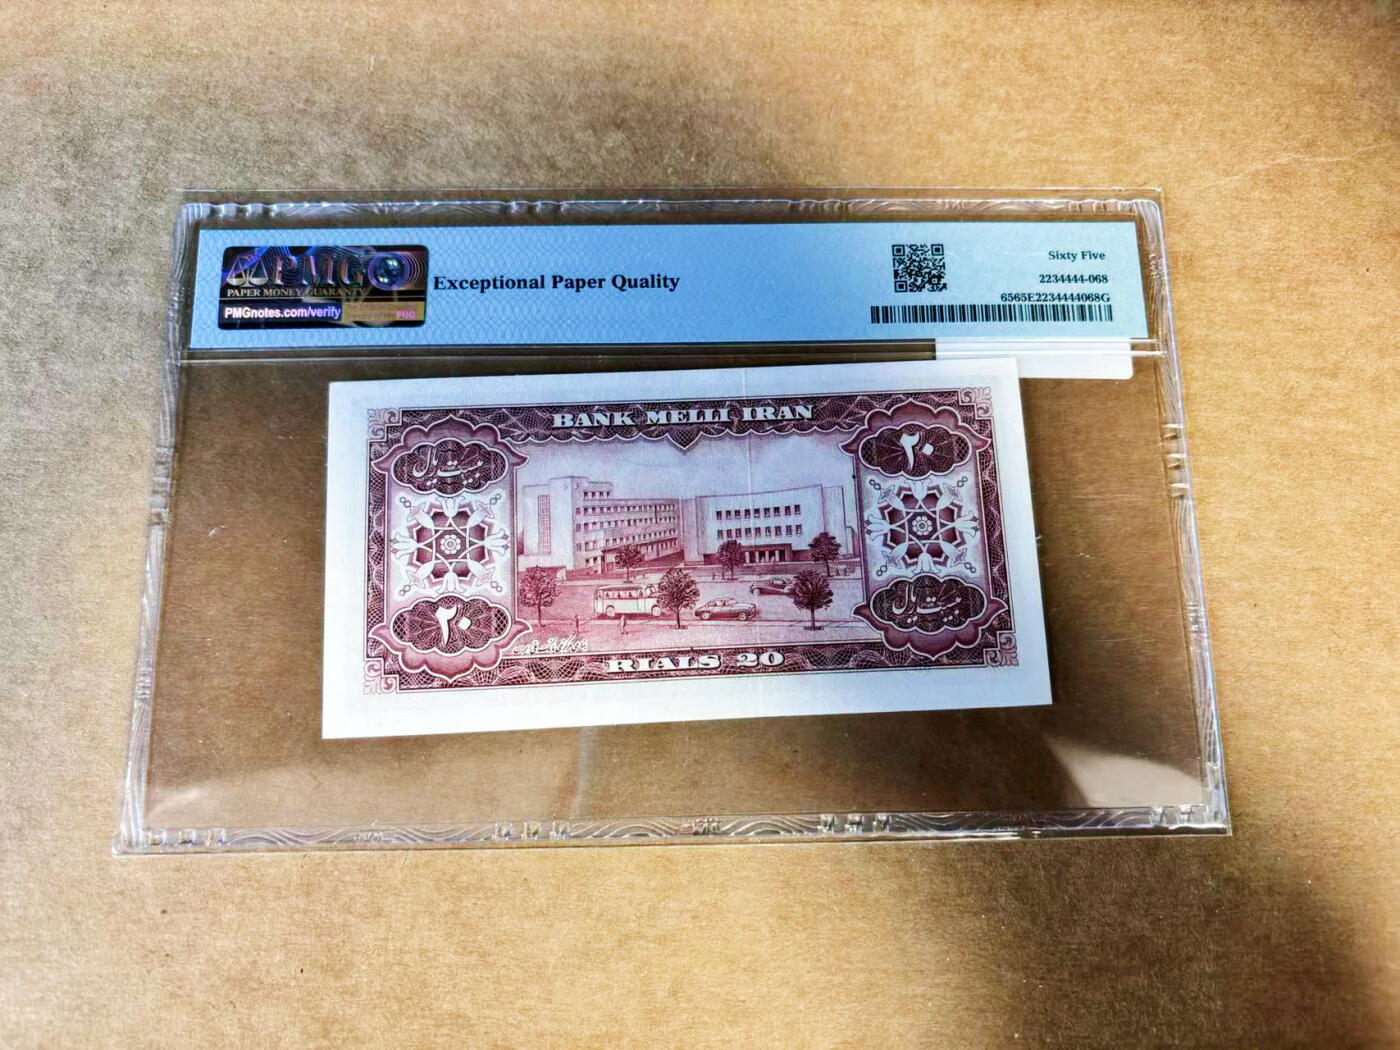 PMG
PAPER MONEY GUARANTY
PMGnotes.com/verify
Exceptional Paper Quality
Sixty Five
2234444-068
6565E2234444068G
BANK MELLI IRAN
بیست ریال
۲۰
۲۰
بیست ریال
RIALS 20